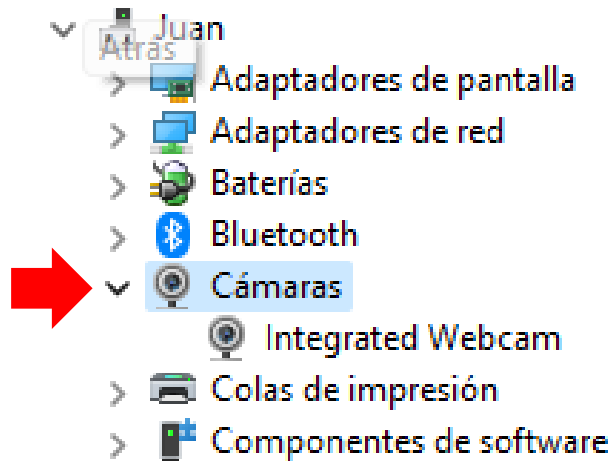 Juan
Atrás
Adaptadores de pantalla
Adaptadores de red
Baterías
Bluetooth
Cámaras
Integrated Webcam
Colas de impresión
Componentes de software